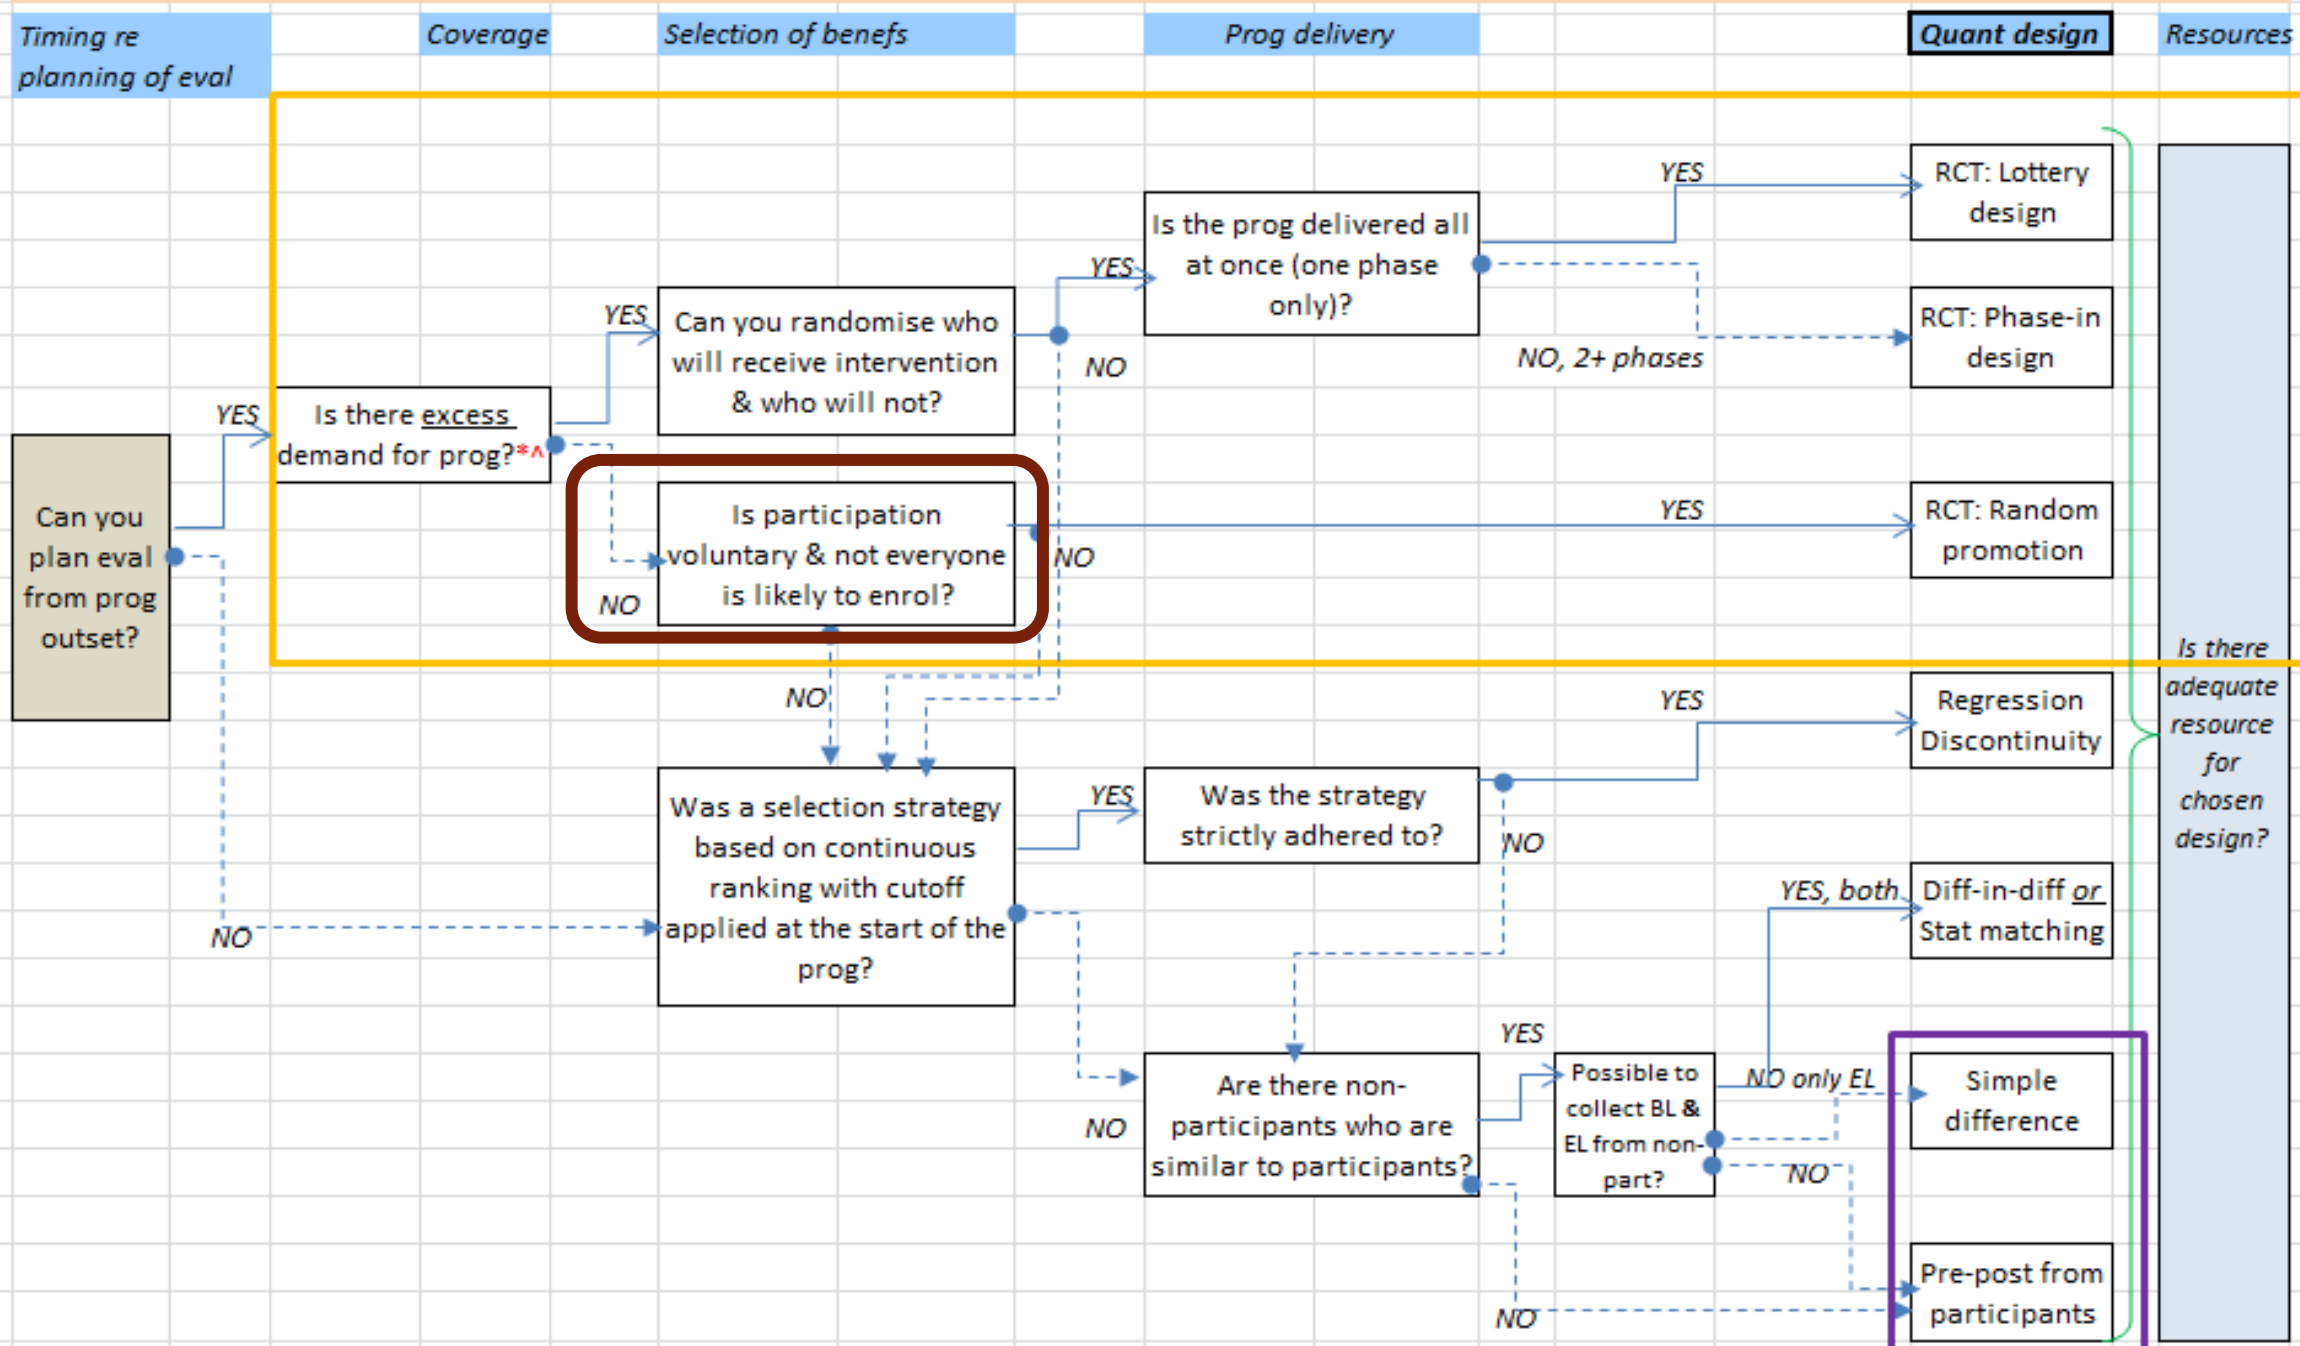 Timing re
planning of eval
Coverage
Selection of benefs
Prog delivery
Quant design
Resources
Can you
plan eval
from prog
outset?
YES
NO
Is there excess
demand for prog?*^
YES
NO
Can you randomise who
will receive intervention
& who will not?
YES
NO
Is the prog delivered all
at once (one phase
only)?
YES
NO, 2+ phases
RCT: Lottery
design
RCT: Phase-in
design
Is participation
voluntary & not everyone
is likely to enrol?
YES
NO
NO
RCT: Random
promotion
Was a selection strategy
based on continuous
ranking with cutoff
applied at the start of the
prog?
YES
NO
Was the strategy
strictly adhered to?
YES
NO
Regression
Discontinuity
Are there non-
participants who are
similar to participants?
YES
NO
Possible to
collect BL &
EL from non-
part?
YES, both
NO only EL
NO
Diff-in-diff or
Stat matching
Simple
difference
Pre-post from
participants
Is there
adequate
resource
for
chosen
design?